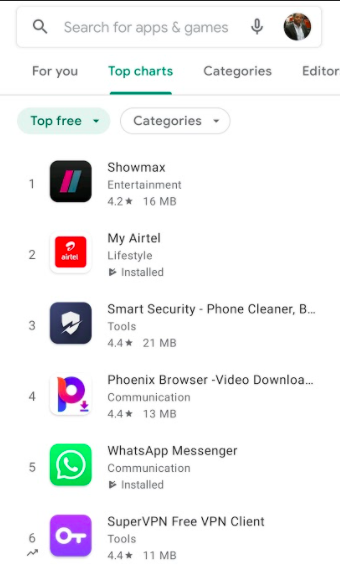 Search for apps & games
For you Top charts Categories Editor
Top free Categories
1
Showmax
Entertainment
4.2★ 16 MB
2
airtel
My Airtel
Lifestyle
Installed
3
Smart Security - Phone Cleaner, B...
Tools
4.4★ 21 MB
4
Phoenix Browser -Video Downloa...
Communication
4.4★ 13 MB
5
WhatsApp Messenger
Communication
Installed
6
SuperVPN Free VPN Client
Tools
4.4★ 11 MB